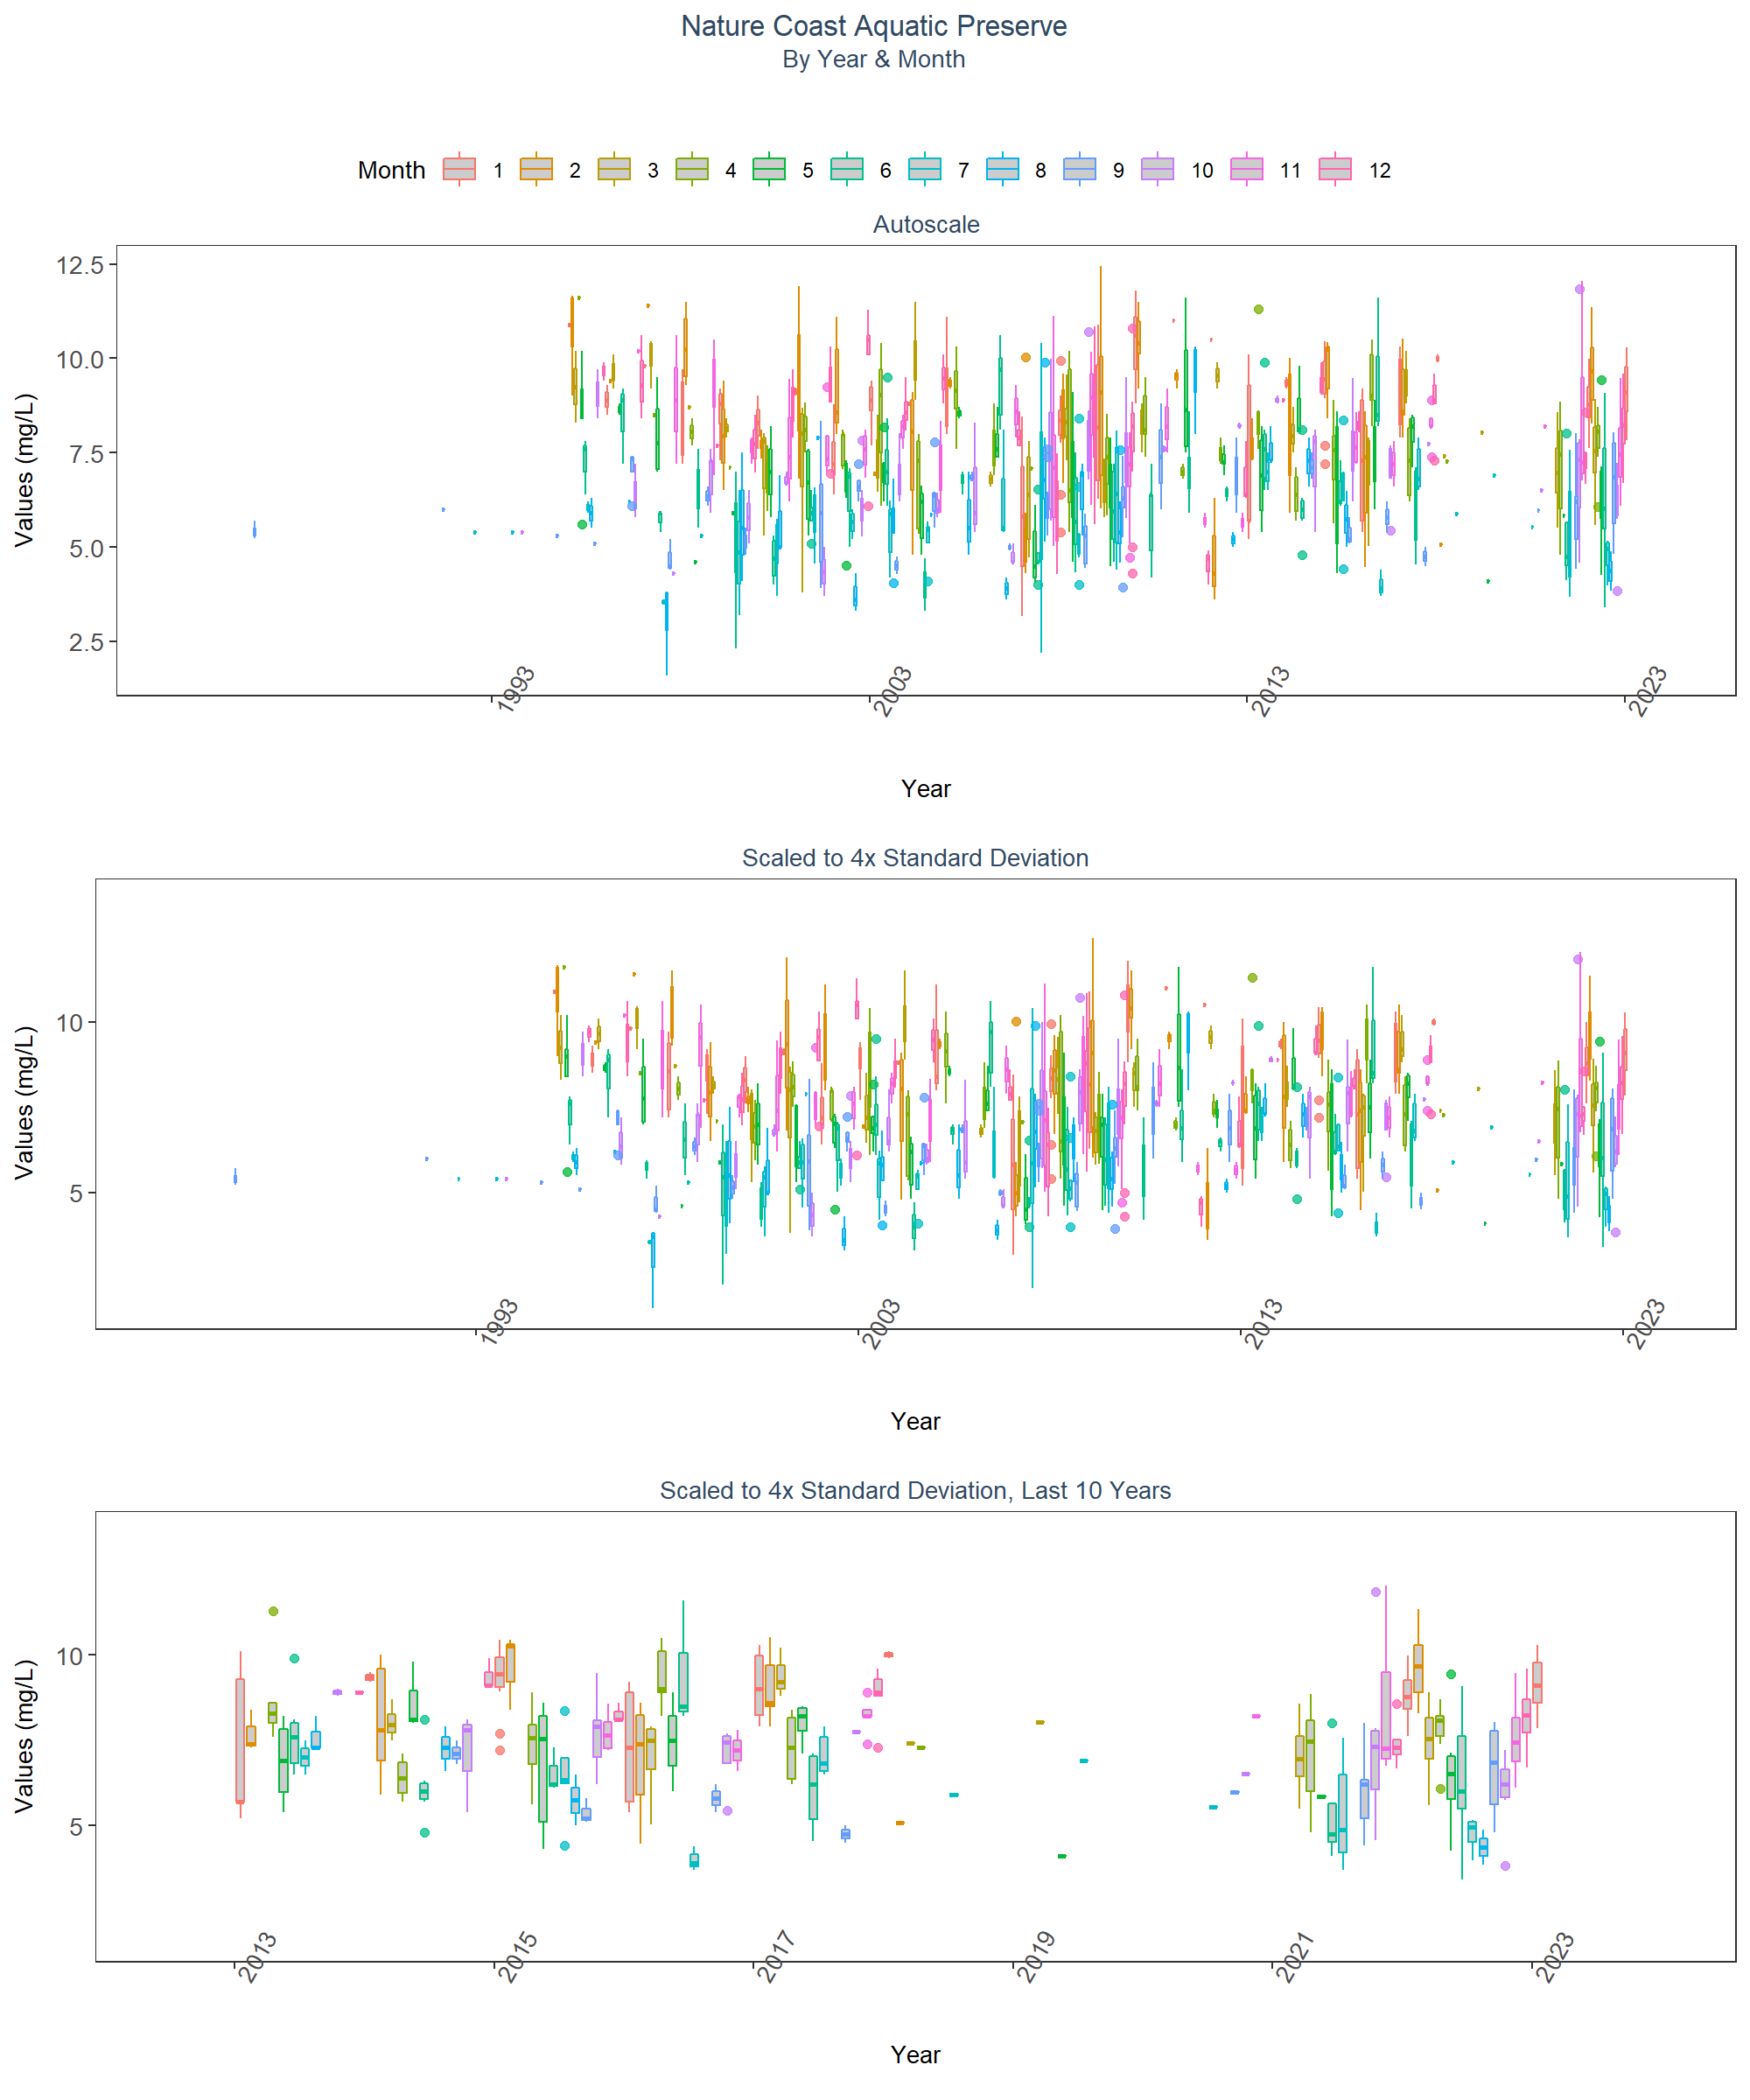 Nature Coast Aquatic Preserve
By Year & Month
Month 1 2 3 4 5 6 7 8 9 10 11 12
Autoscale
Values (mg/L)
12.5
10.0
7.5
5.0
2.5
1993 2003 2013 2023
Year
Scaled to 4x Standard Deviation
Values (mg/L)
10
5
1993 2003 2013 2023
Year
Scaled to 4x Standard Deviation, Last 10 Years
Values (mg/L)
10
5
2013 2015 2017 2019 2021 2023
Year